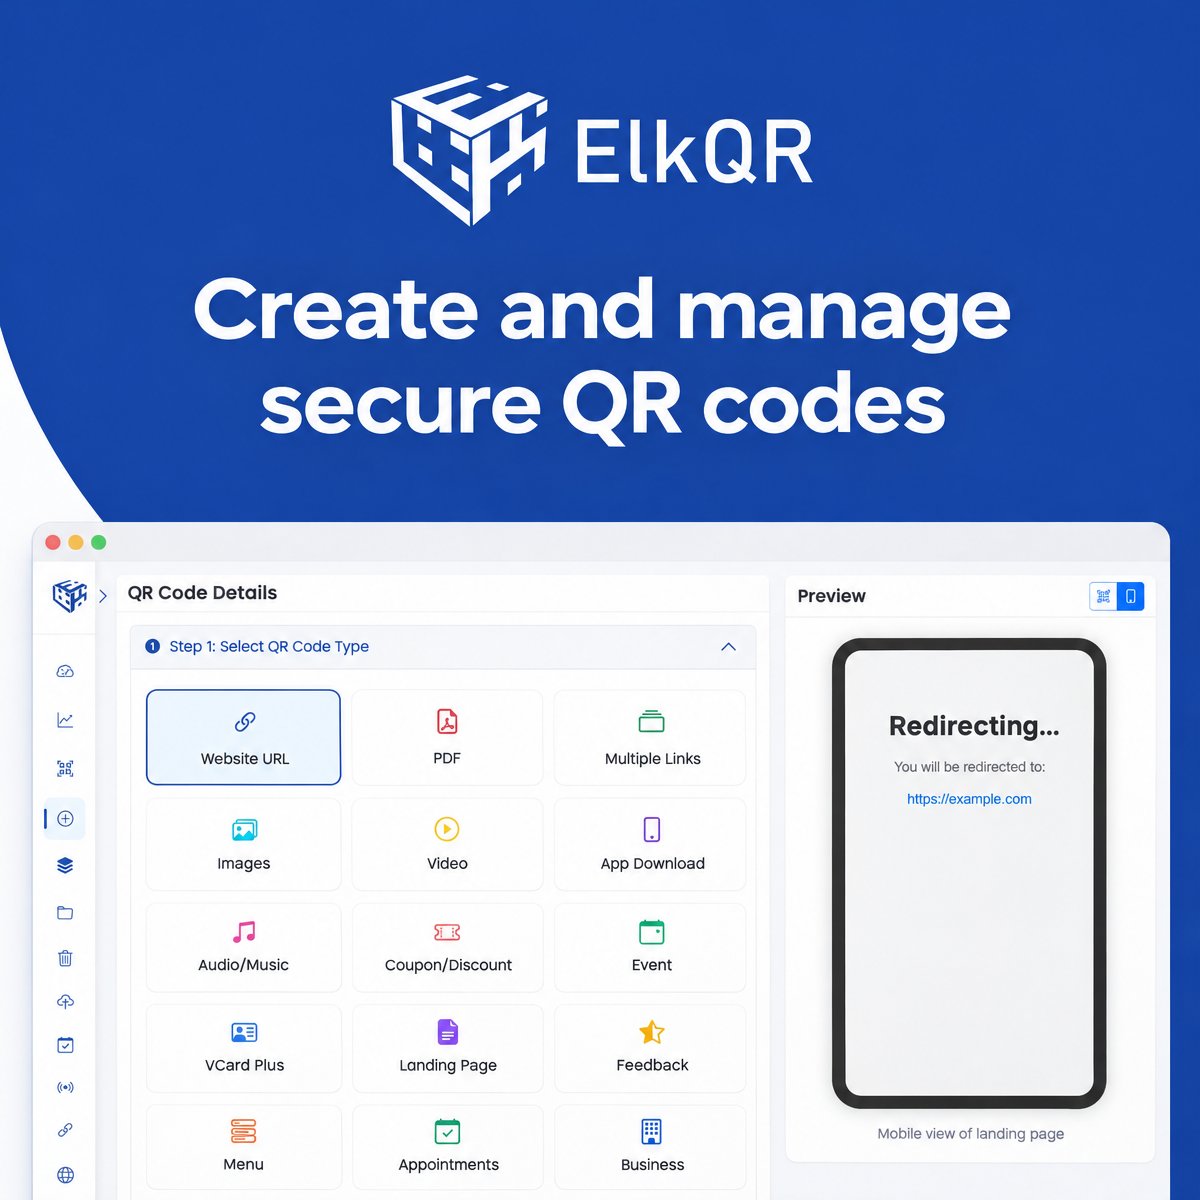 ElkQR
Create and manage
secure QR codes
QR Code Details
1 Step 1: Select QR Code Type
Website URL
PDF
Multiple Links
Images
Video
App Download
Audio/Music
Coupon/Discount
Event
VCard Plus
Landing Page
Feedback
Menu
Appointments
Business
Preview
Redirecting...
You will be redirected to:
https://example.com
Mobile view of landing page